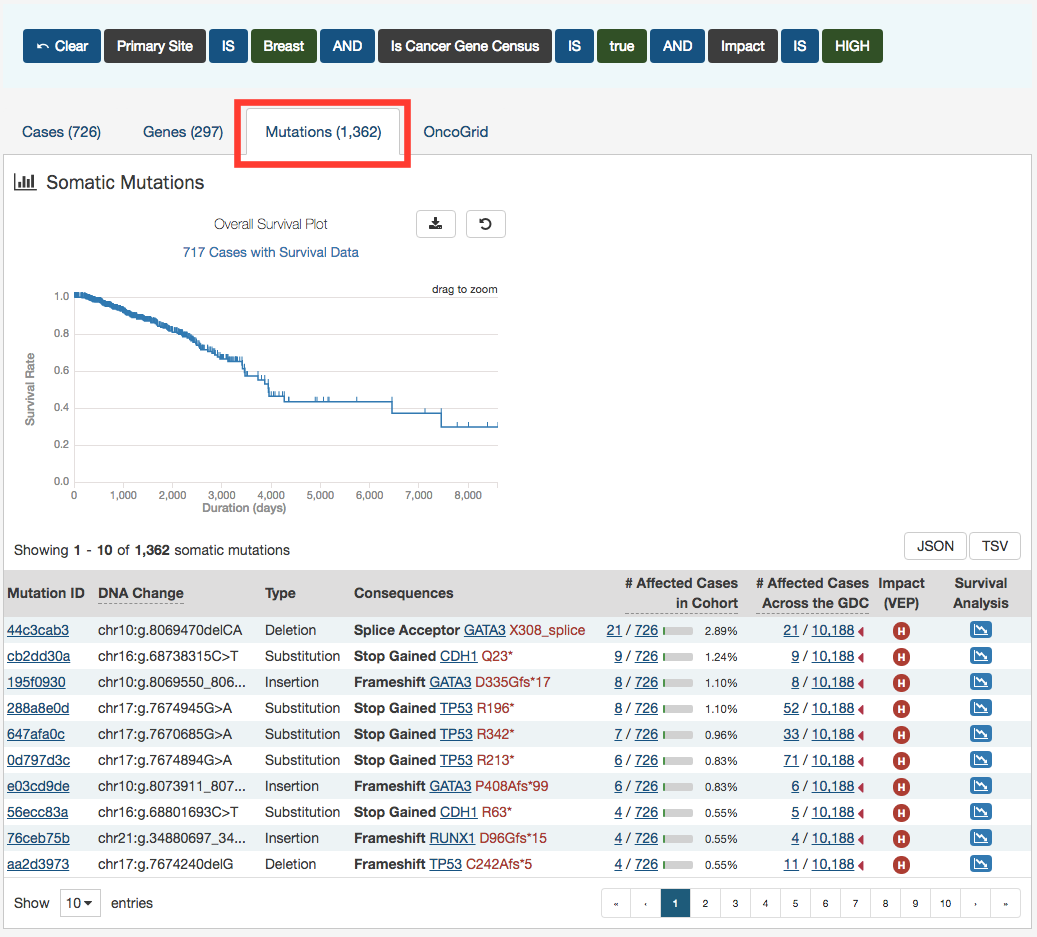 Clear Primary Site IS Breast AND Is Cancer Gene Census IS true AND Impact IS HIGH
Cases (726) Genes (297) Mutations (1,362) OncoGrid
Somatic Mutations
Overall Survival Plot
717 Cases with Survival Data
drag to zoom
1.0
0.8
0.6
0.4
0.2
0.0
Survival Rate
0 1,000 2,000 3,000 4,000 5,000 6,000 7,000 8,000
Duration (days)
Showing 1 - 10 of 1,362 somatic mutations JSON TSV
Mutation ID DNA Change Type Consequences # Affected Cases in Cohort # Affected Cases Across the GDC Impact (VEP) Survival Analysis
44c3cab3 chr10:g.8069470delCA Deletion Splice Acceptor GATA3 X308_splice 21 / 726 2.89% 21 / 10,188 H
cb2dd30a chr16:g.68738315C>T Substitution Stop Gained CDH1 Q23* 9 / 726 1.24% 9 / 10,188 H
195f0930 chr10:g.8069550_806... Insertion Frameshift GATA3 D335Gfs*17 8 / 726 1.10% 8 / 10,188 H
288a8e0d chr17:g.7674945G>A Substitution Stop Gained TP53 R196* 8 / 726 1.10% 52 / 10,188 H
647afa0c chr17:g.7670685G>A Substitution Stop Gained TP53 R342* 7 / 726 0.96% 33 / 10,188 H
0d797d3c chr17:g.7674894G>A Substitution Stop Gained TP53 R213* 6 / 726 0.83% 71 / 10,188 H
e03cd9de chr10:g.8073911_807... Insertion Frameshift GATA3 P408Afs*99 6 / 726 0.83% 6 / 10,188 H
56ecc83a chr16:g.68801693C>T Substitution Stop Gained CDH1 R63* 4 / 726 0.55% 5 / 10,188 H
76ceb75b chr21:g.34880697_34... Insertion Frameshift RUNX1 D96Gfs*15 4 / 726 0.55% 4 / 10,188 H
aa2d3973 chr17:g.7674240delG Deletion Frameshift TP53 C242Afs*5 4 / 726 0.55% 11 / 10,188 H
Show 10 entries « ‹ 1 2 3 4 5 6 7 8 9 10 › »